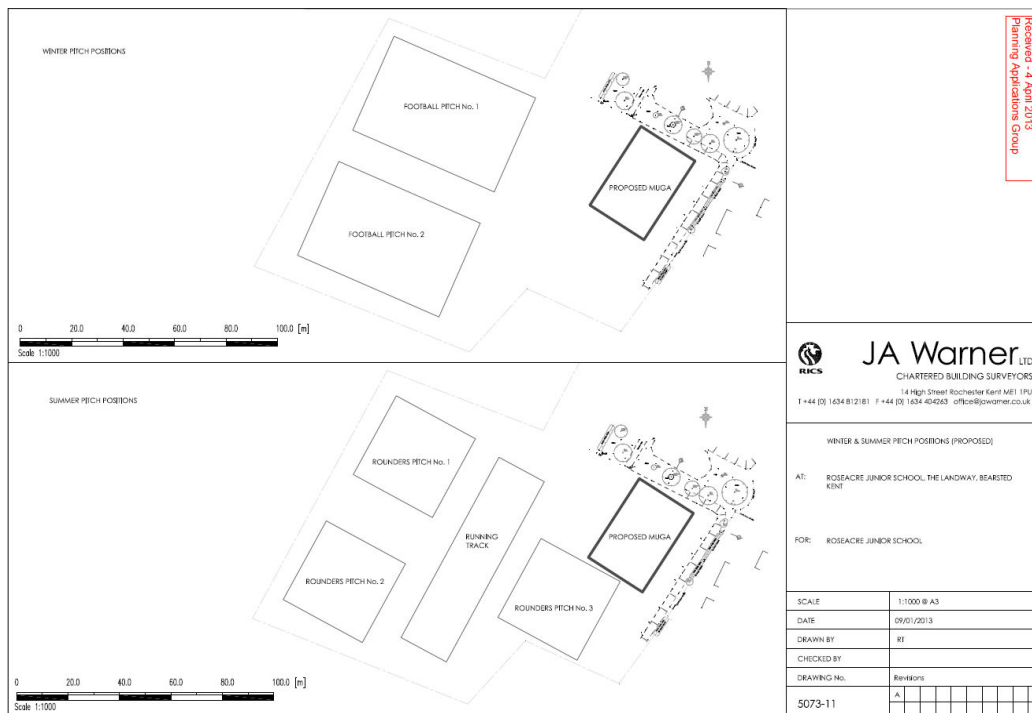 WINTER PITCH POSITIONS
FOOTBALL PITCH No. 1
PROPOSED MUGA
FOOTBALL PITCH No. 2
0 20.0 40.0 60.0 80.0 100.0 [m]
Scale 1:1000
SUMMER PITCH POSITIONS
ROUNDERS PITCH No. 1
RUNNING
TRACK
PROPOSED MUGA
ROUNDERS PITCH No. 2
ROUNDERS PITCH No. 3
0 20.0 40.0 60.0 80.0 100.0 [m]
Scale 1:1000
Received - 4 April 2013
Planning Applications Group
RICS
JA Warner LTD
CHARTERED BUILDING SURVEYORS
14 High Street Rochester Kent ME1 1PU
T +44 (0) 1634 812181 F +44 (0) 1634 404263 office@jawarner.co.uk
WINTER & SUMMER PITCH POSITIONS (PROPOSED)
AT: ROSEACRE JUNIOR SCHOOL, THE LANDWAY, BEARSTED
KENT
FOR: ROSEACRE JUNIOR SCHOOL
SCALE 1:1000 @ A3
DATE 09/01/2013
DRAWN BY RT
CHECKED BY
DRAWING No. Revisions
5073-11 A